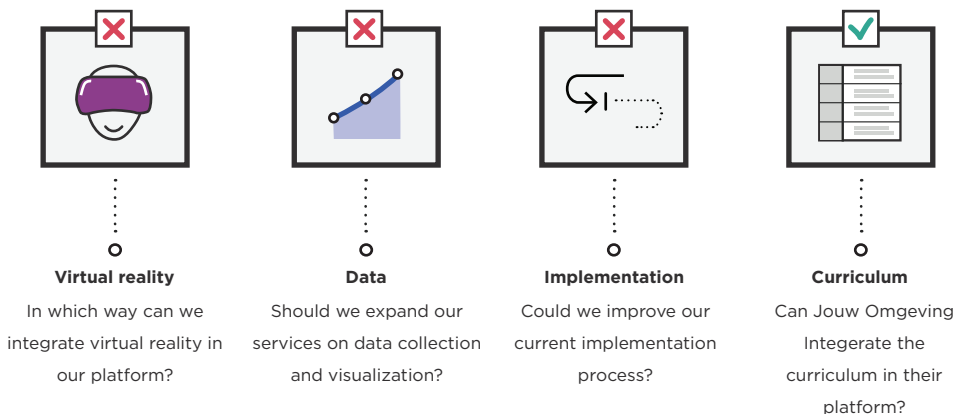 Virtual reality
In which way can we
integrate virtual reality in
our platform?
Data
Should we expand our
services on data collection
and visualization?
Implementation
Could we improve our
current implementation
process?
Curriculum
Can Jouw Omgeving
Integerate the
curriculum in their
platform?